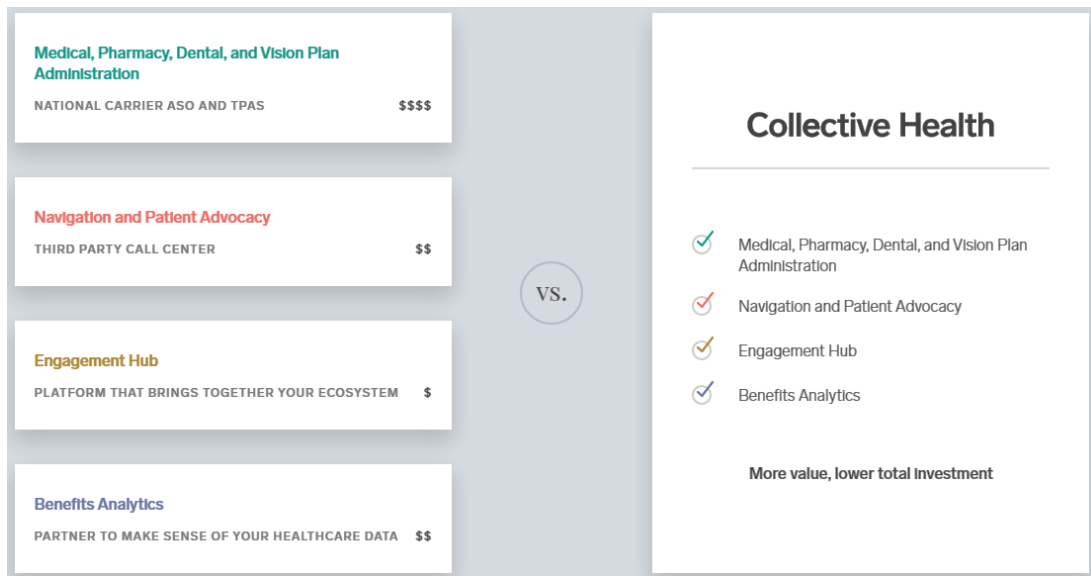 Medical, Pharmacy, Dental, and Vision Plan
Administration
NATIONAL CARRIER ASO AND TPAS $$$$
Navigation and Patient Advocacy
THIRD PARTY CALL CENTER $$
Engagement Hub
PLATFORM THAT BRINGS TOGETHER YOUR ECOSYSTEM $
Benefits Analytics
PARTNER TO MAKE SENSE OF YOUR HEALTHCARE DATA $$
vs.
Collective Health
Medical, Pharmacy, Dental, and Vision Plan
Administration
Navigation and Patient Advocacy
Engagement Hub
Benefits Analytics
More value, lower total investment